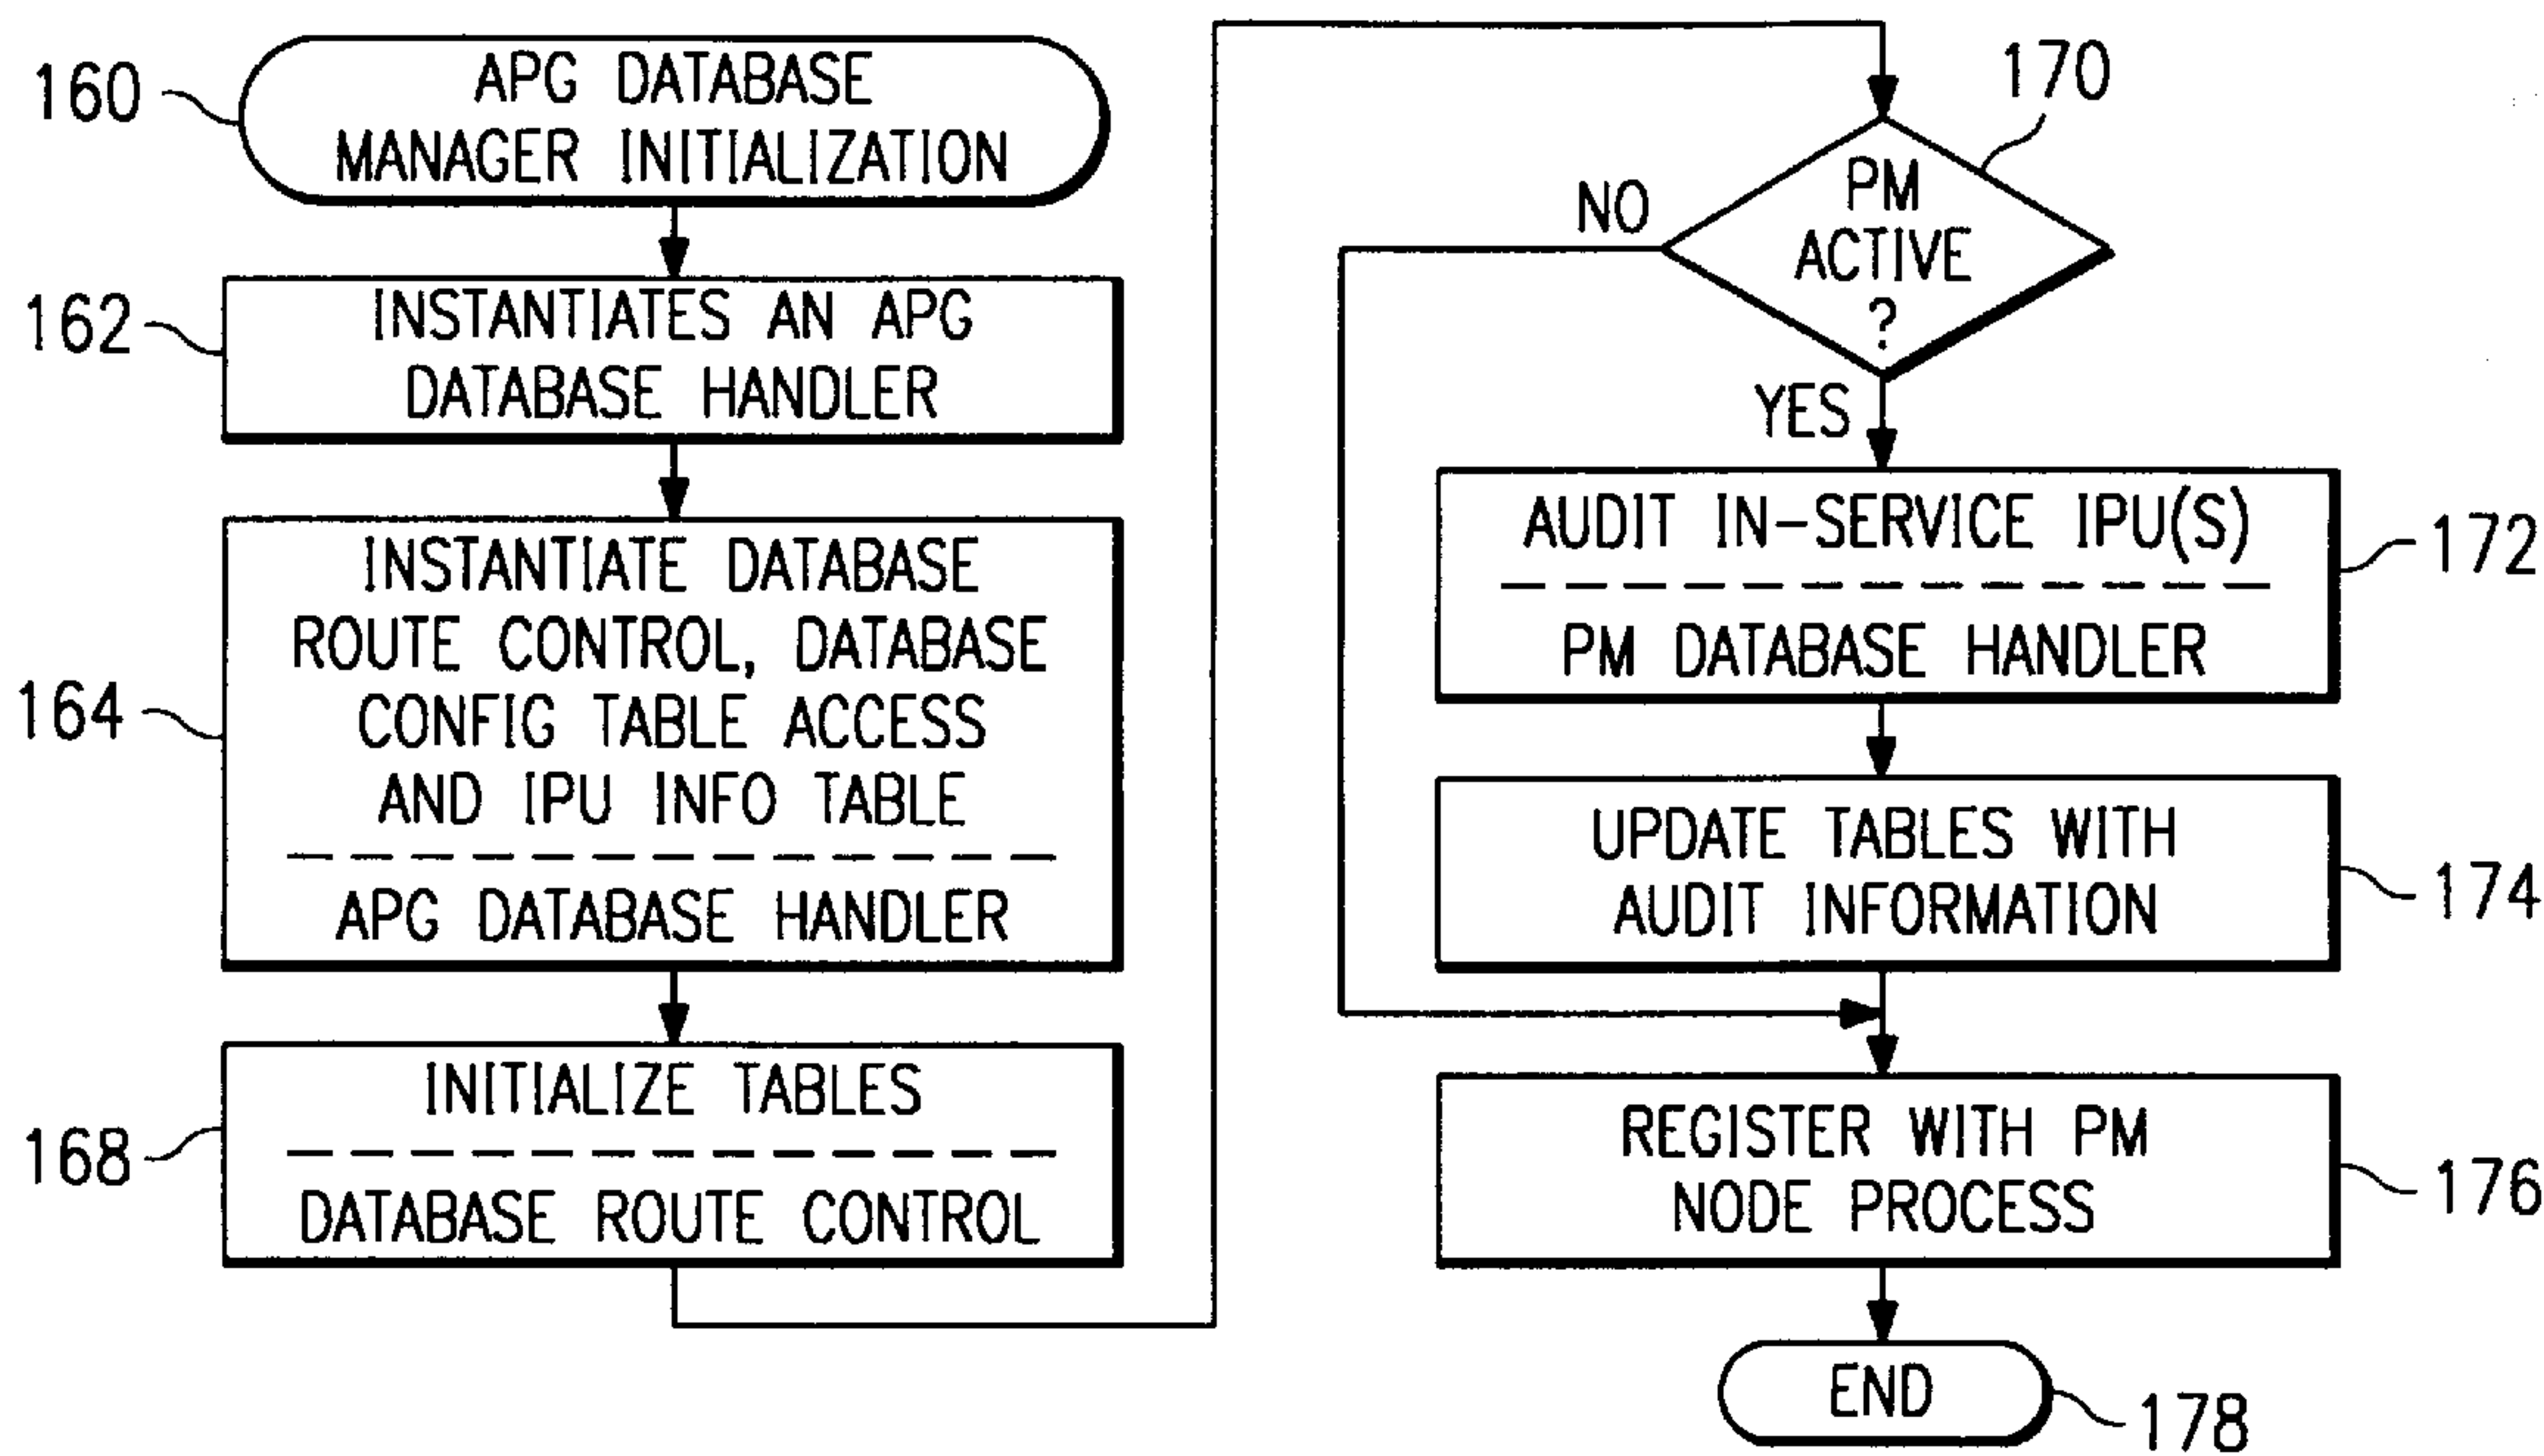 160
APG DATABASE
MANAGER INITIALIZATION
162
INSTANTIATES AN APG
DATABASE HANDLER
164
INSTANTIATE DATABASE
ROUTE CONTROL, DATABASE
CONFIG TABLE ACCESS
AND IPU INFO TABLE
APG DATABASE HANDLER
168
INITIALIZE TABLES
DATABASE ROUTE CONTROL
170
PM
ACTIVE
?
NO
YES
AUDIT IN-SERVICE IPU(S)
PM DATABASE HANDLER
172
UPDATE TABLES WITH
AUDIT INFORMATION
174
REGISTER WITH PM
NODE PROCESS
176
END
178